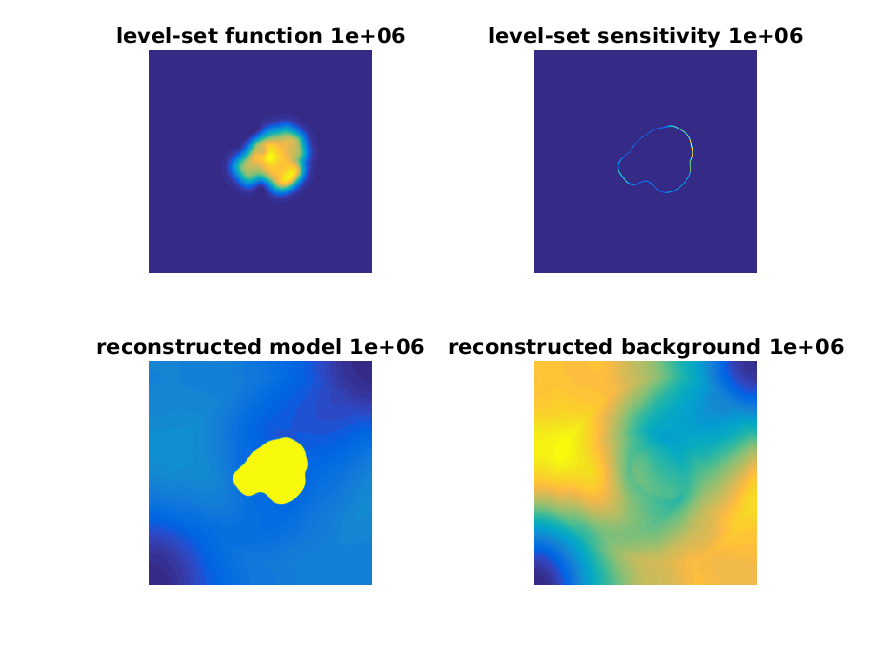 level-set function 1e+06
level-set sensitivity 1e+06
reconstructed model 1e+06
reconstructed background 1e+06